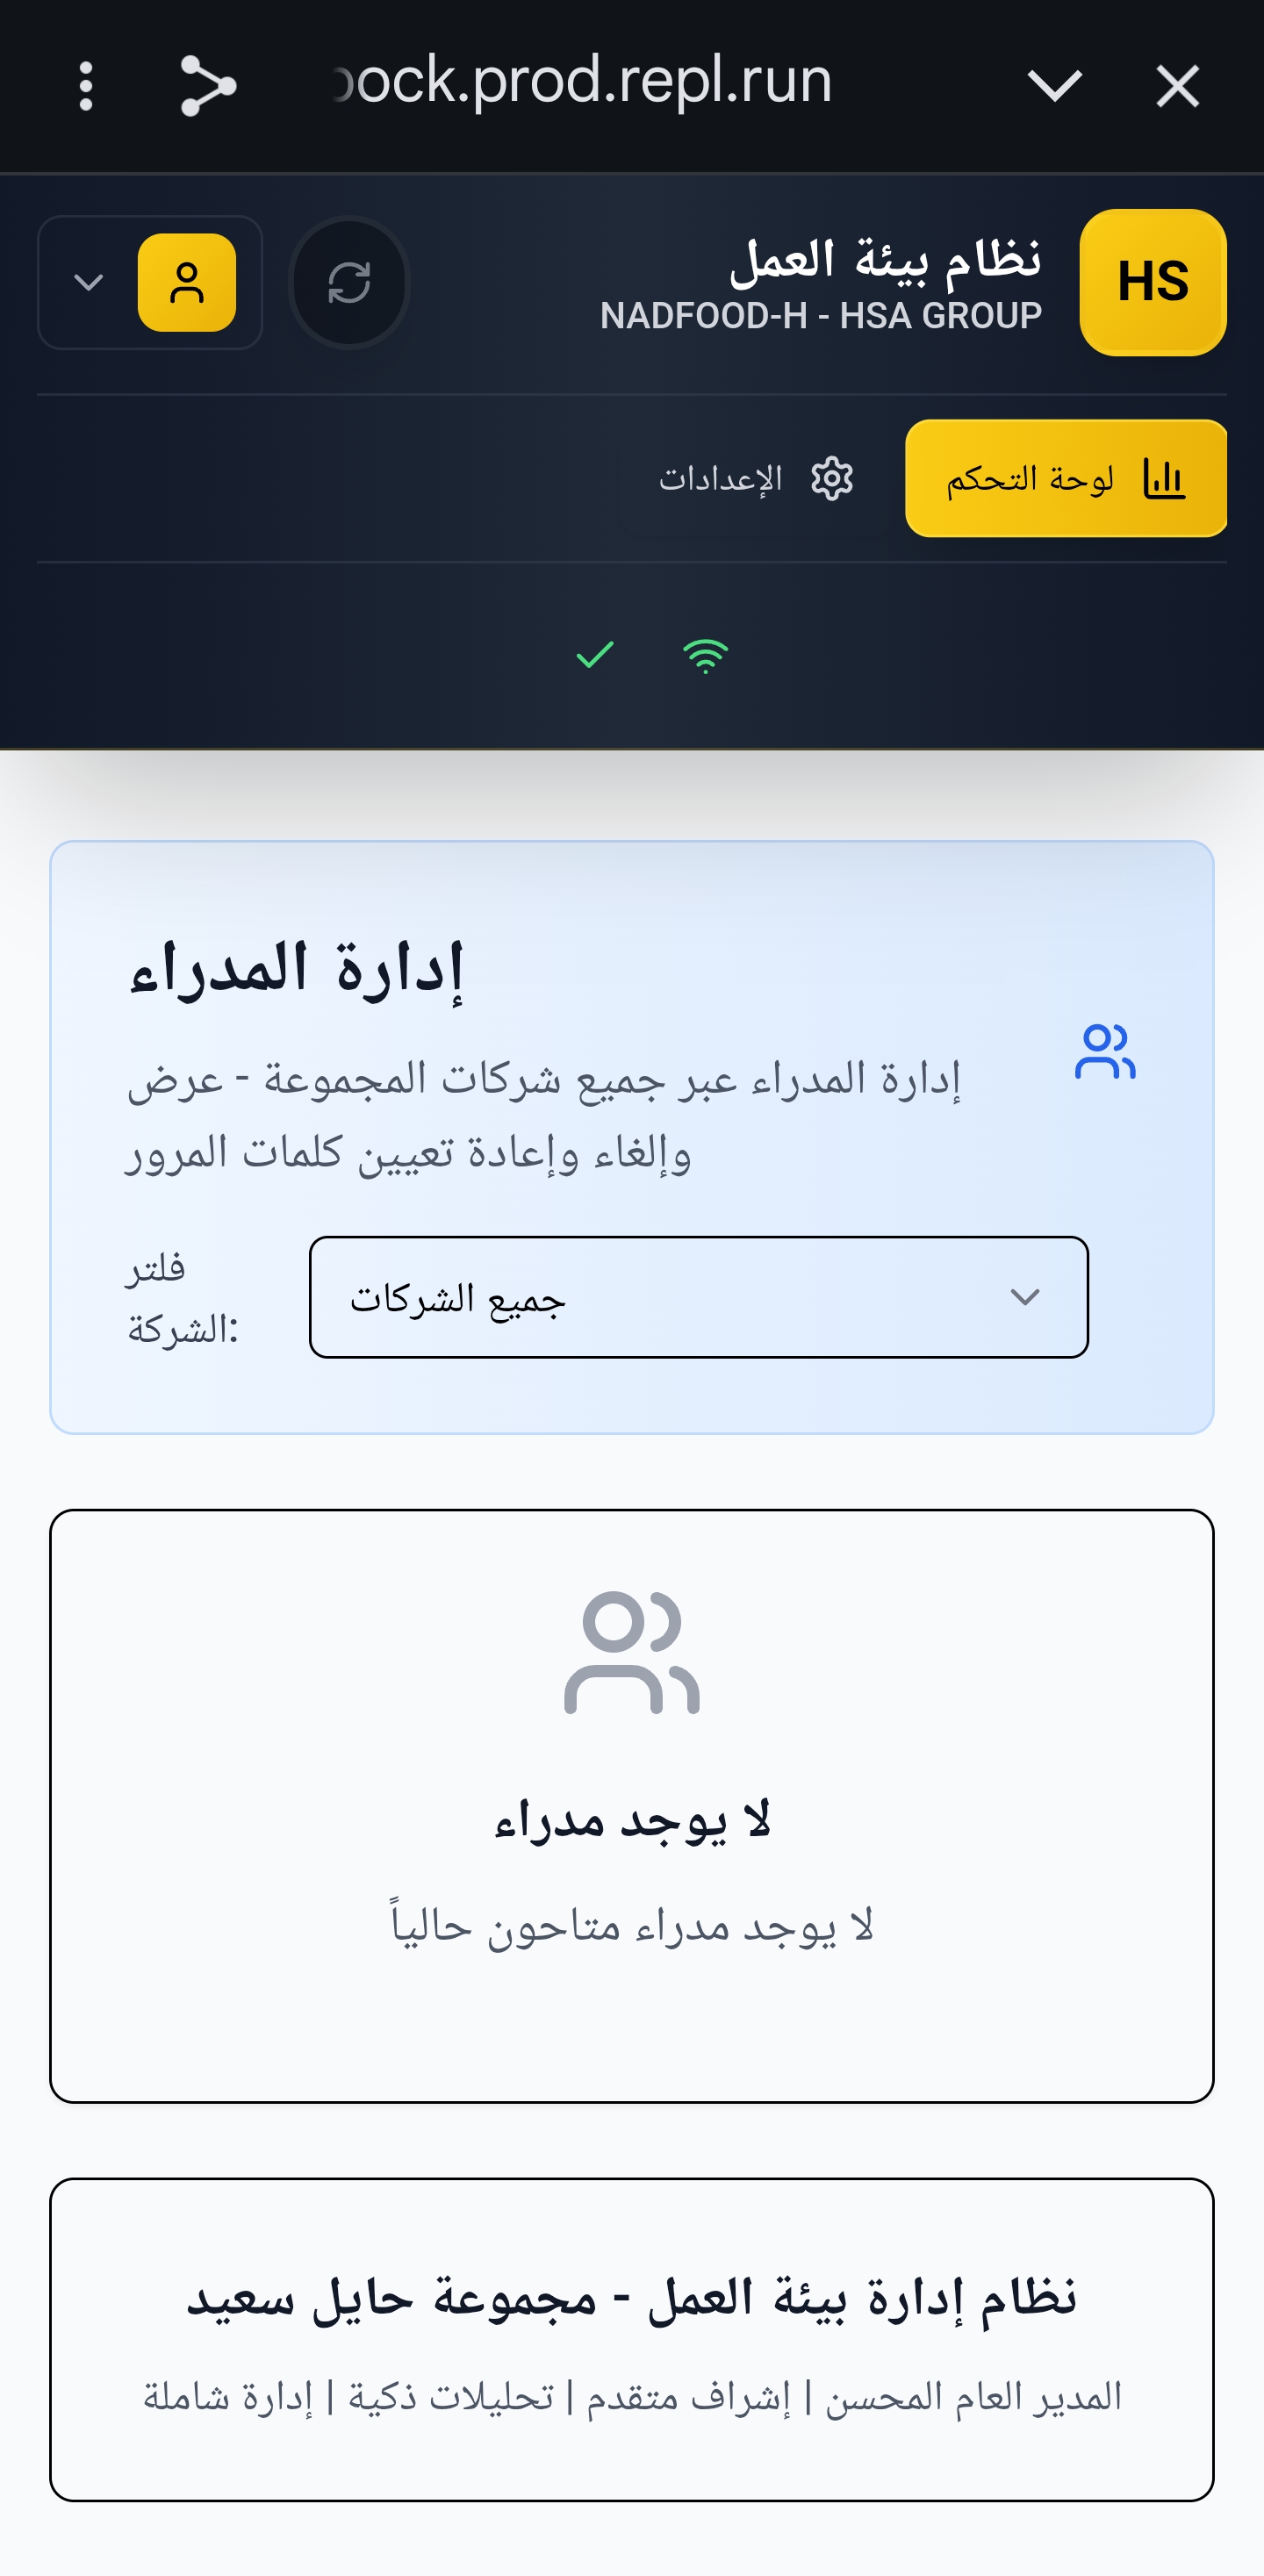 ock.prod.repl.run
HS
نظام بيئة العمل
NADFOOD-H - HSA GROUP
لوحة التحكم
الإعدادات
إدارة المدراء
إدارة المدراء عبر جميع شركات المجموعة - عرض
وإلغاء وإعادة تعيين كلمات المرور
فلتر
الشركة:
جميع الشركات
لا يوجد مدراء
لا يوجد مدراء متاحون حالياً
نظام إدارة بيئة العمل - مجموعة حايل سعيد
المدير العام المحسن | إشراف متقدم | تحليلات ذكية | إدارة شاملة